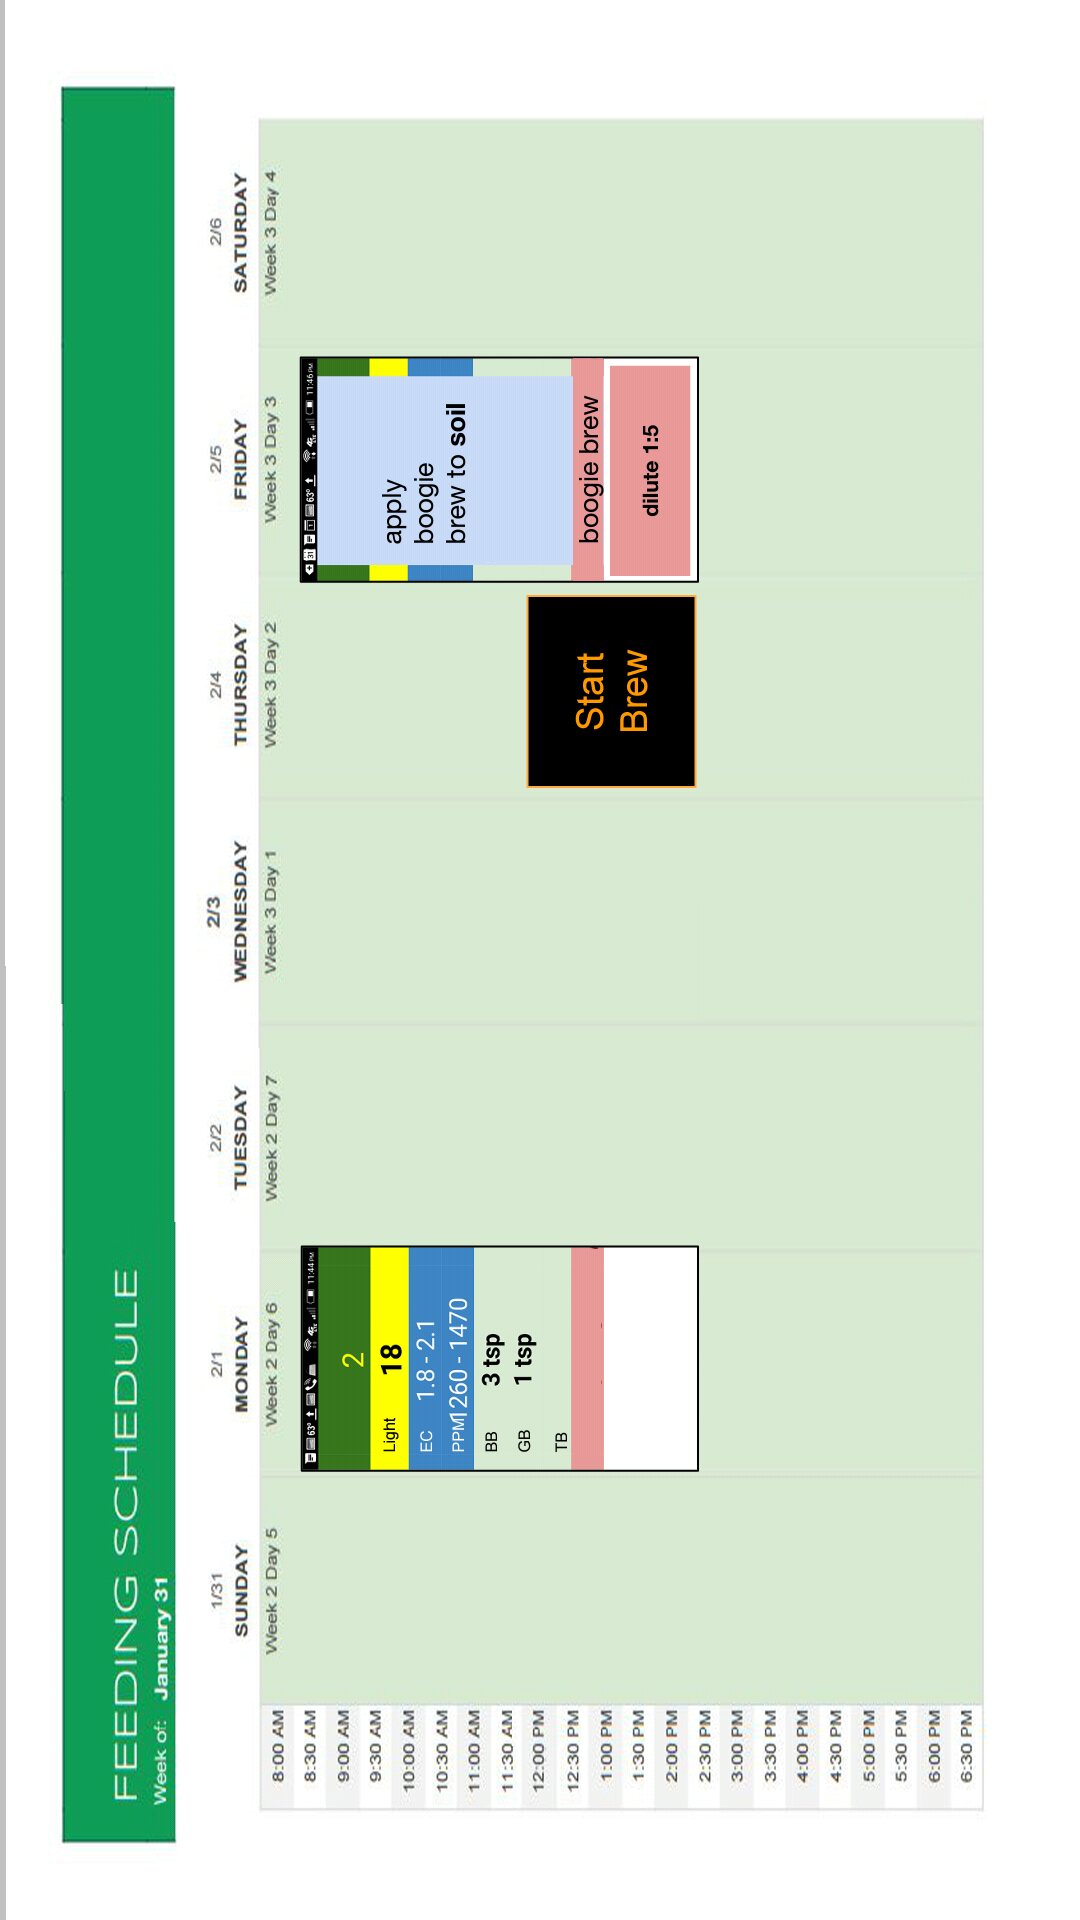 FEEDING SCHEDULE
Week of: January 31
1/31
SUNDAY
2/1
MONDAY
2/2
TUESDAY
2/3
WEDNESDAY
2/4
THURSDAY
2/5
FRIDAY
2/6
SATURDAY
Week 2 Day 5
Week 2 Day 6
Week 2 Day 7
Week 3 Day 1
Week 3 Day 2
Week 3 Day 3
Week 3 Day 4
8:00 AM
8:30 AM
9:00 AM
9:30 AM
10:00 AM
10:30 AM
11:00 AM
11:30 AM
12:00 PM
12:30 PM
1:00 PM
1:30 PM
2:00 PM
2:30 PM
3:00 PM
3:30 PM
4:00 PM
4:30 PM
5:00 PM
5:30 PM
6:00 PM
6:30 PM
63° 4G 11:44 PM
2
Light 18
EC 1.8 - 2.1
PPM 1260 - 1470
BB 3 tsp
GB 1 tsp
TB
Start
Brew
31 63° 4G 11:46 PM
apply
boogie
brew to soil
boogie brew
dilute 1:5